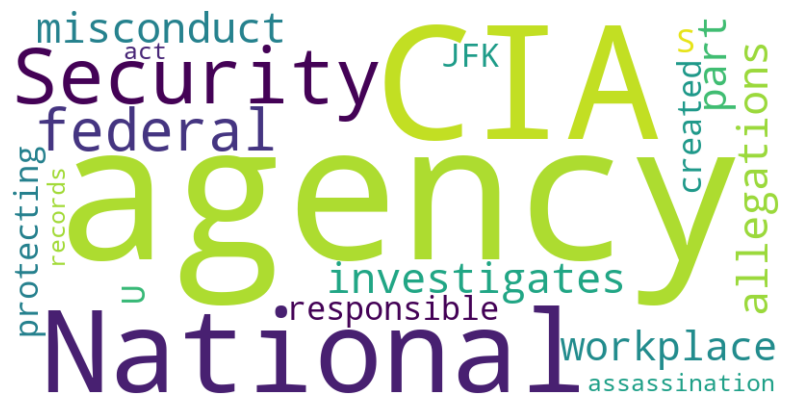 misconduct
act
JFK
S
part
Security
CIA
federal
created
allegations
agency
protecting
records
U
investigates
responsible
National
workplace
assassination